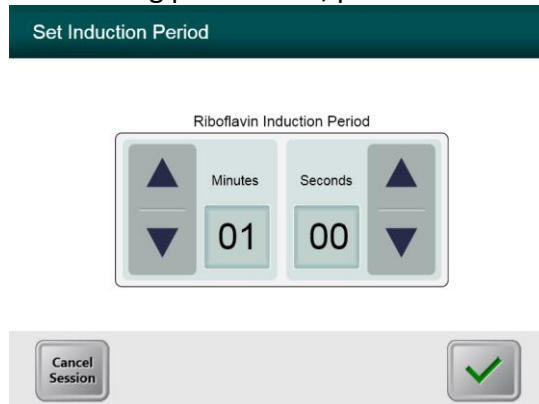 Set Induction Period
Riboflavin Induction Period
Minutes
Seconds
01
00
Cancel
Session